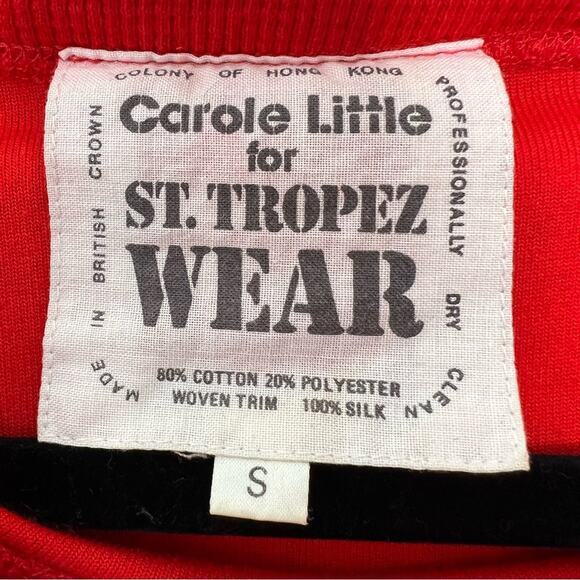 MADE IN BRITISH CROWN COLONY OF HONG KONG PROFESSIONALLY DRY CLEAN
Carole Little
for
ST. TROPEZ
WEAR
80% COTTON 20% POLYESTER
WOVEN TRIM 100% SILK
S